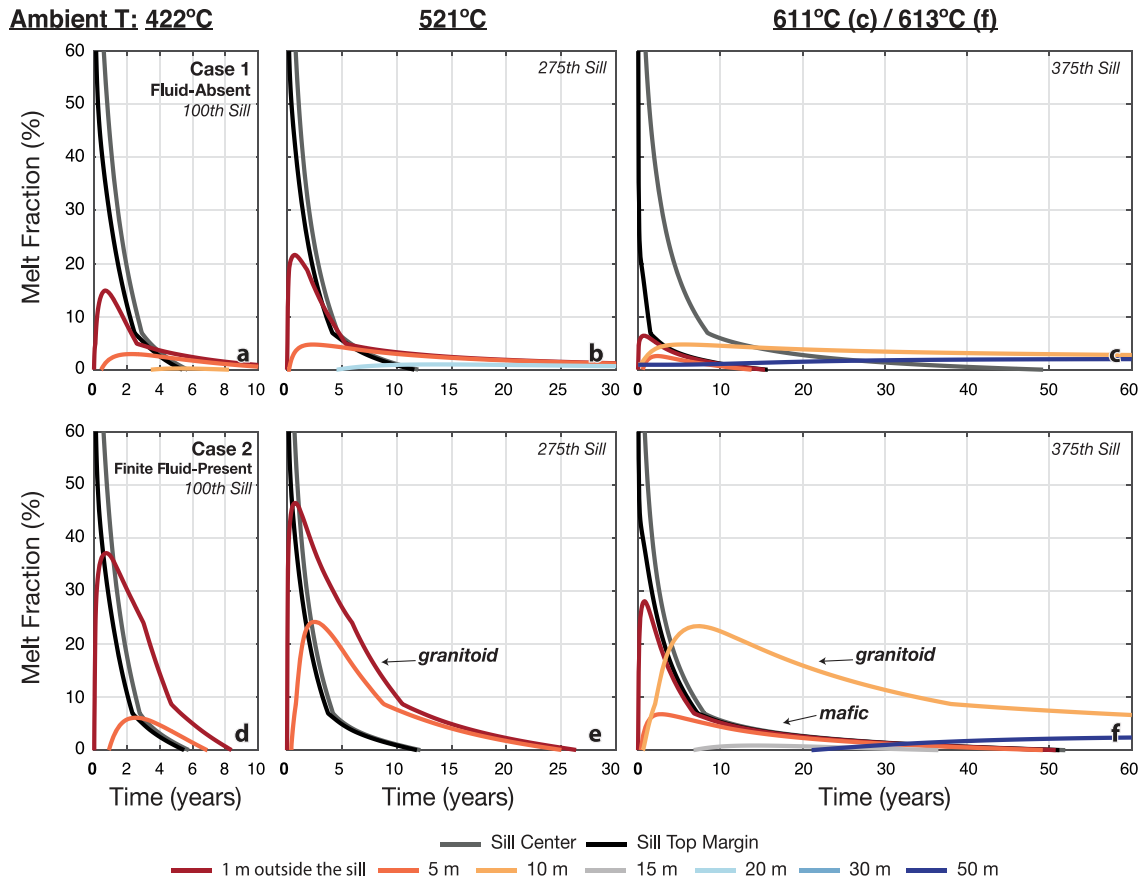 Ambient T: 422°C
521°C
611°C (c) / 613°C (f)
Melt Fraction (%)
60
50
40
30
20
10
0
Case 1
Fluid-Absent
100th Sill
a
0 2 4 6 8 10
275th Sill
b
0 5 10 15 20 25 30
375th Sill
c
0 10 20 30 40 50 60
Melt Fraction (%)
60
50
40
30
20
10
0
Case 2
Finite Fluid-Present
100th Sill
d
0 2 4 6 8 10
Time (years)
275th Sill
granitoid
e
0 5 10 15 20 25 30
Time (years)
375th Sill
granitoid
mafic
f
0 10 20 30 40 50 60
Time (years)
Sill Center Sill Top Margin
1 m outside the sill 5 m 10 m 15 m 20 m 30 m 50 m